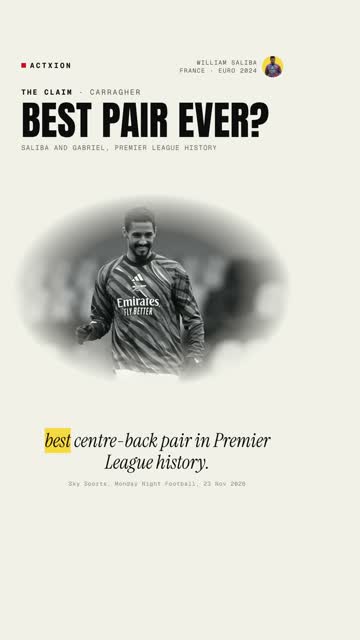 ACTXION
WILLIAM SALIBA
FRANCE · EURO 2024
THE CLAIM · CARRAGHER
BEST PAIR EVER?
SALIBA AND GABRIEL, PREMIER LEAGUE HISTORY
Emirates
FLY BETTER
best centre-back pair in Premier
League history.
Sky Sports, Monday Night Football, 23 Nov 2026